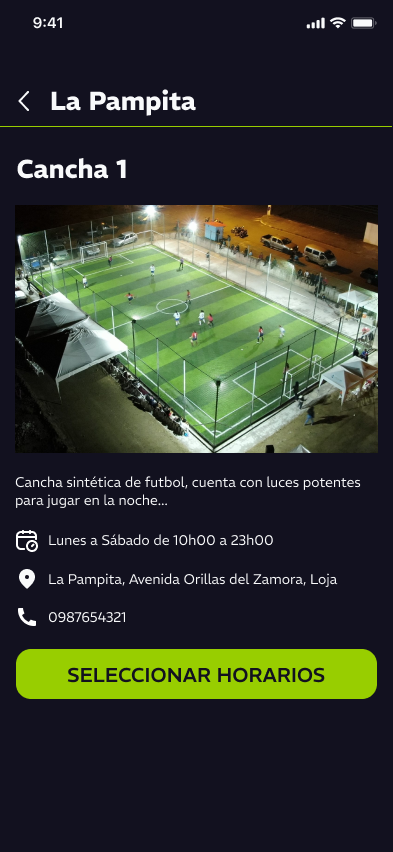 9:41
La Pampita
Cancha 1
Cancha sintética de futbol, cuenta con luces potentes
para jugar en la noche...
Lunes a Sábado de 10h00 a 23h00
La Pampita, Avenida Orillas del Zamora, Loja
0987654321
SELECCIONAR HORARIOS